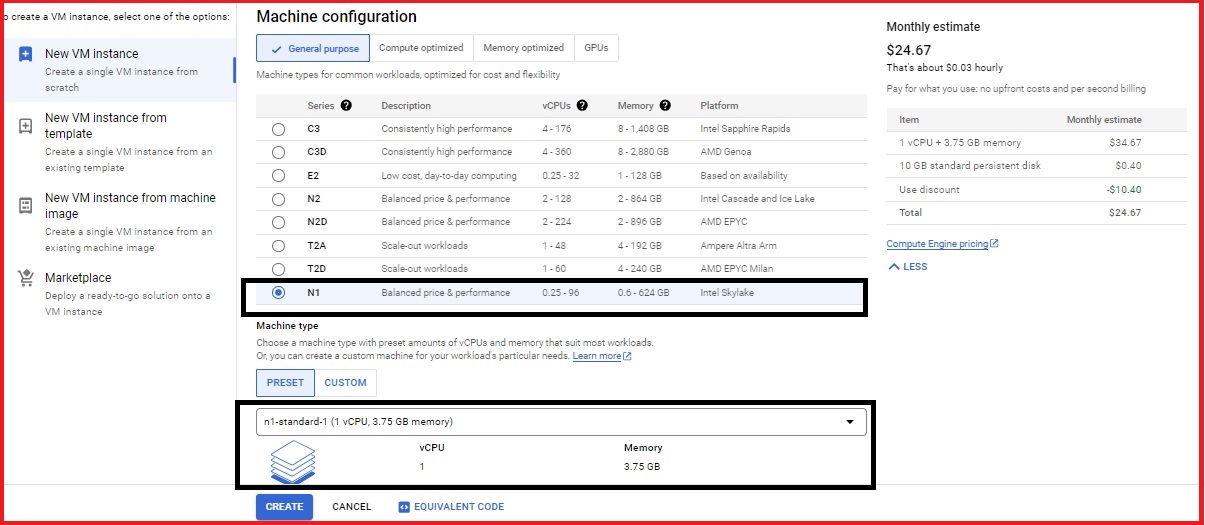 o create a VM instance, select one of the options:
New VM instance
Create a single VM instance from
scratch
New VM instance from
template
Create a single VM instance from an
existing template
New VM instance from machine
image
Create a single VM instance from an
existing machine image
Marketplace
Deploy a ready-to-go solution onto a
VM instance
Machine configuration
General purpose Compute optimized Memory optimized GPUs
Machine types for common workloads, optimized for cost and flexibility
Series Description vCPUs Memory Platform
C3 Consistently high performance 4 - 176 8 - 1,408 GB Intel Sapphire Rapids
C3D Consistently high performance 4 - 360 8 - 2,880 GB AMD Genoa
E2 Low cost, day-to-day computing 0.25 - 32 1 - 128 GB Based on availability
N2 Balanced price & performance 2 - 128 2 - 864 GB Intel Cascade and Ice Lake
N2D Balanced price & performance 2 - 224 2 - 896 GB AMD EPYC
T2A Scale-out workloads 1 - 48 4 - 192 GB Ampere Altra Arm
T2D Scale-out workloads 1 - 60 4 - 240 GB AMD EPYC Milan
N1 Balanced price & performance 0.25 - 96 0.6 - 624 GB Intel Skylake
Machine type
Choose a machine type with preset amounts of vCPUs and memory that suit most workloads.
Or, you can create a custom machine for your workload's particular needs. Learn more
PRESET CUSTOM
n1-standard-1 (1 vCPU, 3.75 GB memory)
vCPU Memory
1 3.75 GB
CREATE CANCEL EQUIVALENT CODE
Monthly estimate
$24.67
That's about $0.03 hourly
Pay for what you use: no upfront costs and per second billing
Item Monthly estimate
1 vCPU + 3.75 GB memory $34.67
10 GB standard persistent disk $0.40
Use discount -$10.40
Total $24.67
Compute Engine pricing
LESS